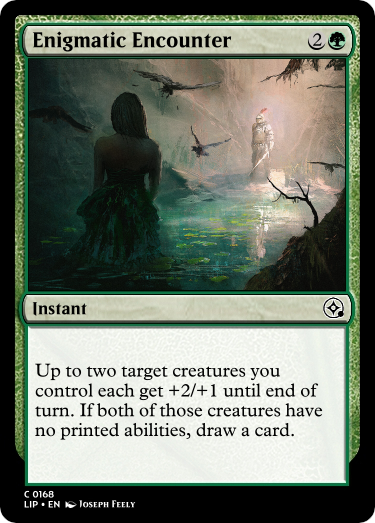 Enigmatic Encounter 2
Instant
Up to two target creatures you
control each get +2/+1 until end of
turn. If both of those creatures have
no printed abilities, draw a card.
C 0168
LIP • EN Joseph Feely